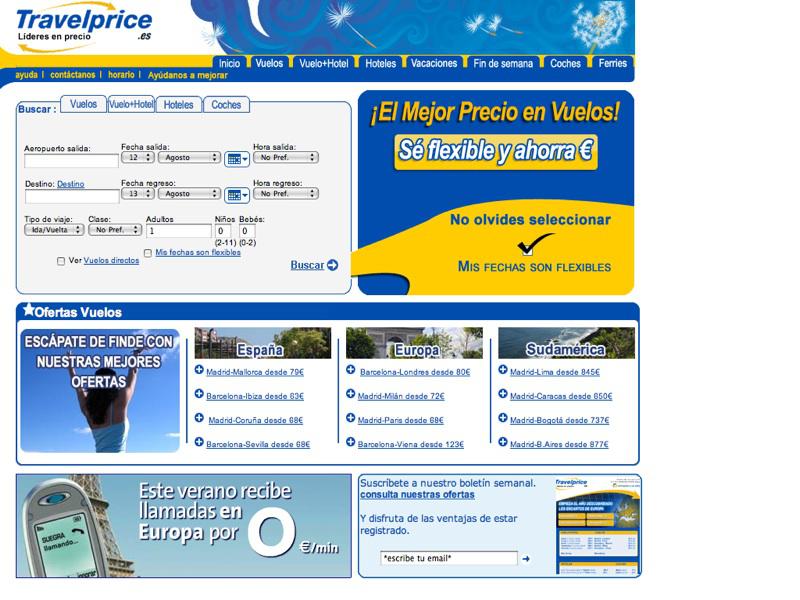 Travelprice
.es
Líderes en precio
Inicio Vuelos Vuelo+Hotel Hoteles Vacaciones Fin de semana Coches Ferries
ayuda | contáctanos | horario | Ayúdanos a mejorar
Buscar : Vuelos Vuelo+Hotel Hoteles Coches
Aeropuerto salida: Fecha salida: Hora salida:
12 Agosto No Pref.
Destino: Destino Fecha regreso: Hora regreso:
13 Agosto No Pref.
Tipo de viaje: Clase: Adultos Niños Bebés:
Ida/Vuelta No Pref. 1 0 0
(2-11) (0-2)
Ver Vuelos directos Mis fechas son flexibles
Buscar
¡El Mejor Precio en Vuelos!
Sé flexible y ahorra €
No olvides seleccionar
MIS FECHAS SON FLEXIBLES
Ofertas Vuelos
ESCÁPATE DE FINDE CON
NUESTRAS MEJORES
OFERTAS
España
Madrid-Mallorca desde 79€
Barcelona-Ibiza desde 63€
Madrid-Coruña desde 68€
Barcelona-Sevilla desde 68€
Europa
Barcelona-Londres desde 80€
Madrid-Milán desde 72€
Madrid-Paris desde 68€
Barcelona-Viena desde 123€
Sudamérica
Madrid-Lima desde 845€
Madrid-Caracas desde 650€
Madrid-Bogotá desde 737€
Madrid-B.Aires desde 877€
Este verano recibe
llamadas en
Europa por 0 €/min
SUEGRA
llamando...
Suscríbete a nuestro boletín semanal.
consulta nuestras ofertas
Y disfruta de las ventajas de estar
registrado.
*escribe tu email*
Travelprice